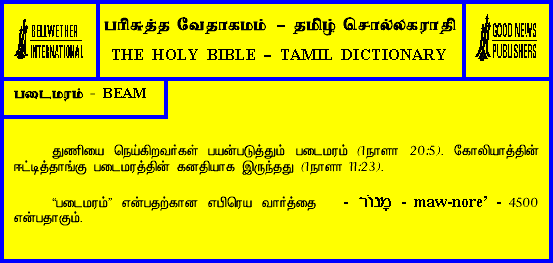 BELLWETHER
INTERNATIONAL
பரிசுத்த வேதாகமம் – தமிழ் சொல்லகராதி
THE HOLY BIBLE – TAMIL DICTIONARY
GOOD NEWS
PUBLISHERS
படைமரம் - BEAM
துணியை நெய்கிறவர்கள் பயன்படுத்தும் படைமரம் (1நாளா 20:5). கோலியாத்தின்
ஈட்டித்தாங்கு படைமரத்தின் கனதியாக இருந்தது (1நாளா 11:23).
“படைமரம்” என்பதற்கான எபிரெய வார்த்தை - מָנוֹר - maw-nore’ - 4500
என்பதாகும்.